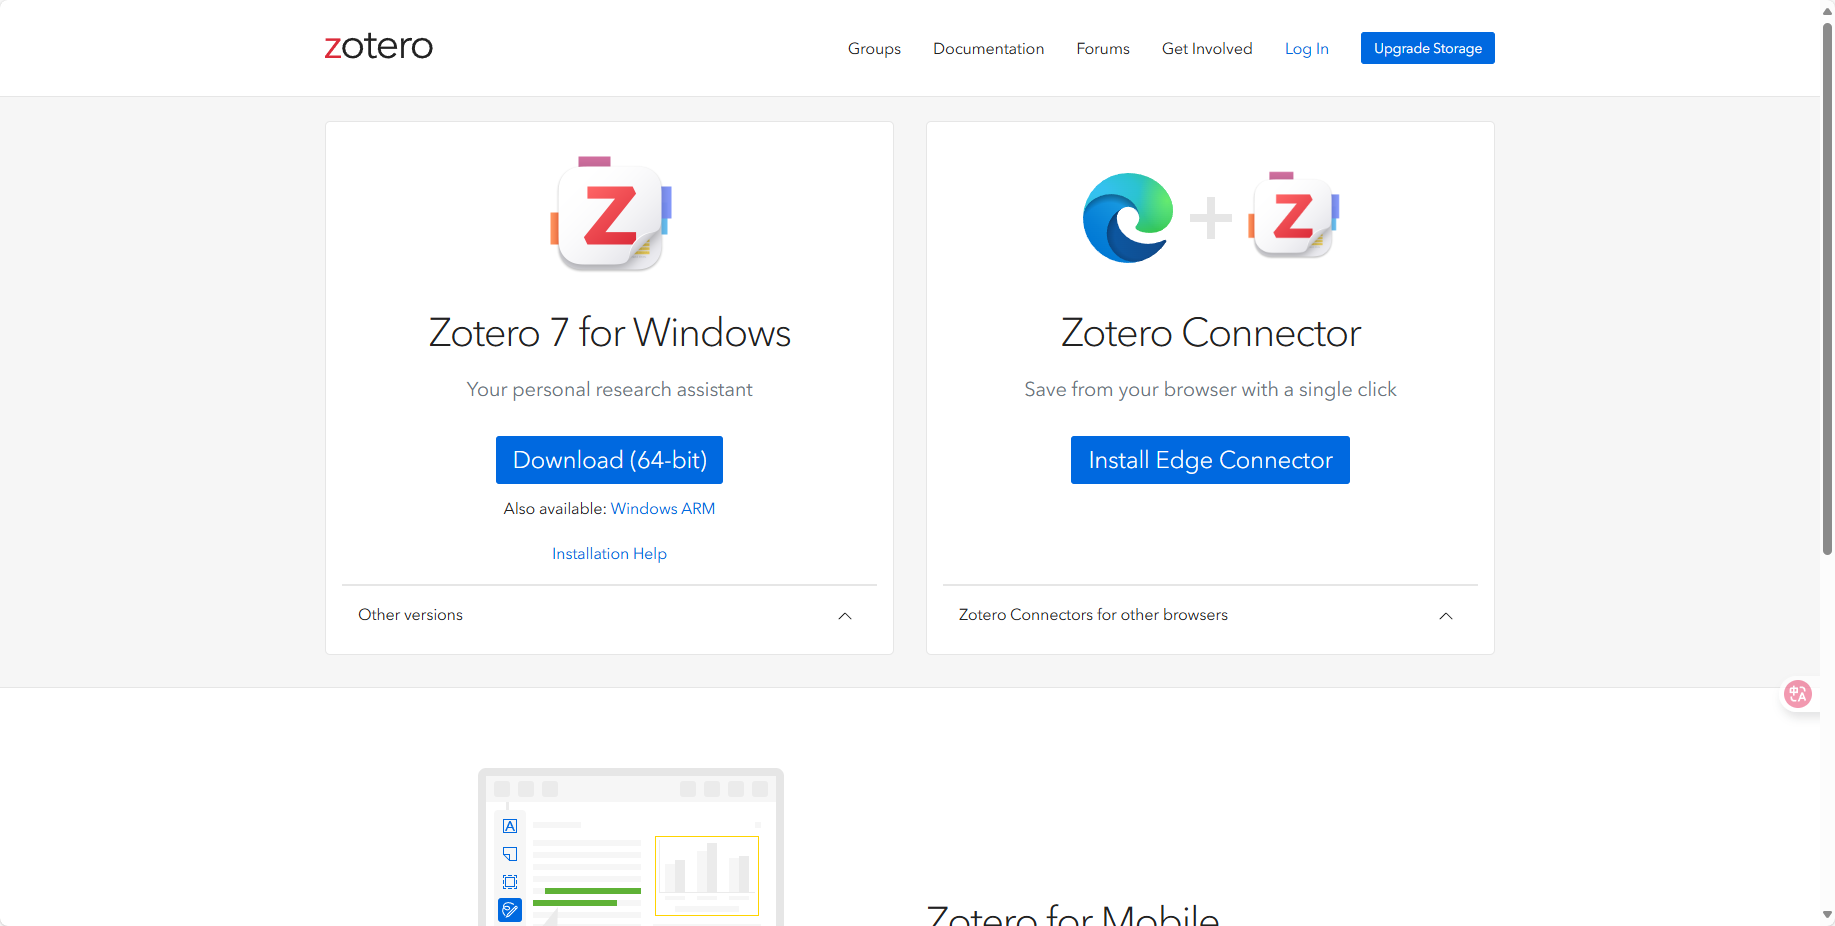 zotero
Groups Documentation Forums Get Involved Log In Upgrade Storage
Z
Zotero 7 for Windows
Your personal research assistant
Download (64-bit)
Also available: Windows ARM
Installation Help
Other versions
Z
Zotero Connector
Save from your browser with a single click
Install Edge Connector
Zotero Connectors for other browsers
中A
A
Zotero for Mobile